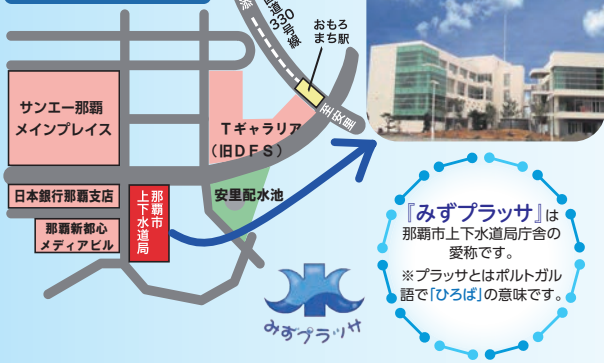 国道330号線
おもろ
まち駅
至安里
サンエー那覇
メインプレイス
Tギャラリア
(旧DFS)
日本銀行那覇支店
那覇市
上下水道局
安里配水池
那覇新都心
メディアビル
みずプラッサ
『みずプラッサ』は
那覇市上下水道局庁舎の
愛称です。
※プラッサとはポルトガル
語で「ひろば」の意味です。